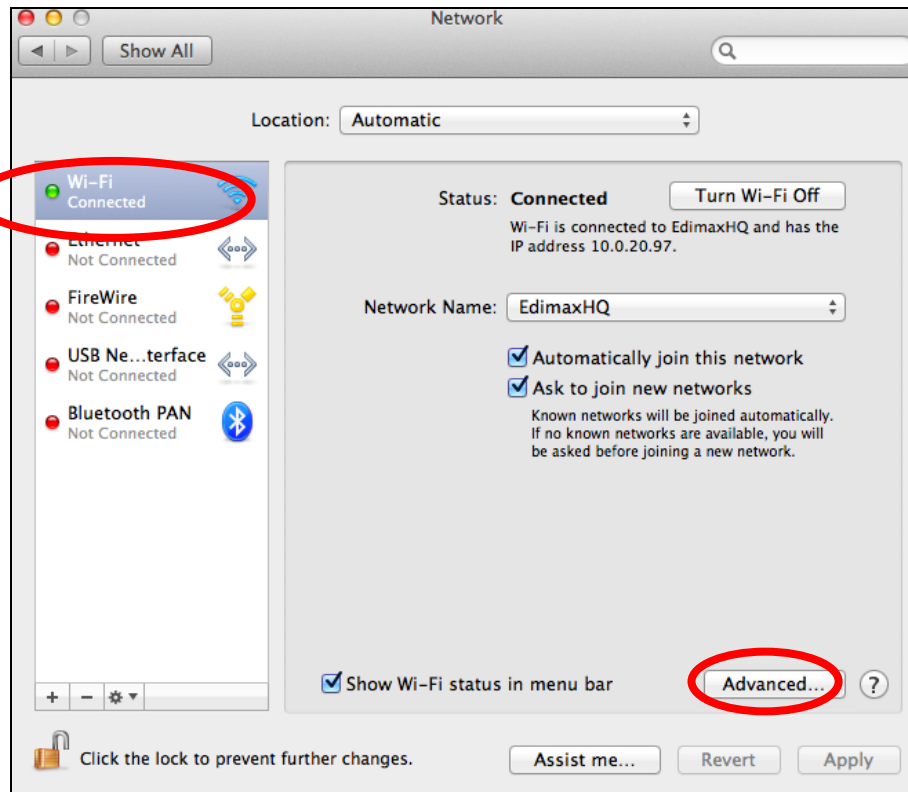 Network
Show All
Location: Automatic
Wi-Fi
Connected
Ethernet
Not Connected
FireWire
Not Connected
USB Ne...terface
Not Connected
Bluetooth PAN
Not Connected
Status: Connected
Turn Wi-Fi Off
Wi-Fi is connected to EdimaxHQ and has the
IP address 10.0.20.97.
Network Name: EdimaxHQ
Automatically join this network
Ask to join new networks
Known networks will be joined automatically.
If no known networks are available, you will
be asked before joining a new network.
Show Wi-Fi status in menu bar
Advanced...
?
+ −
Click the lock to prevent further changes.
Assist me...
Revert
Apply